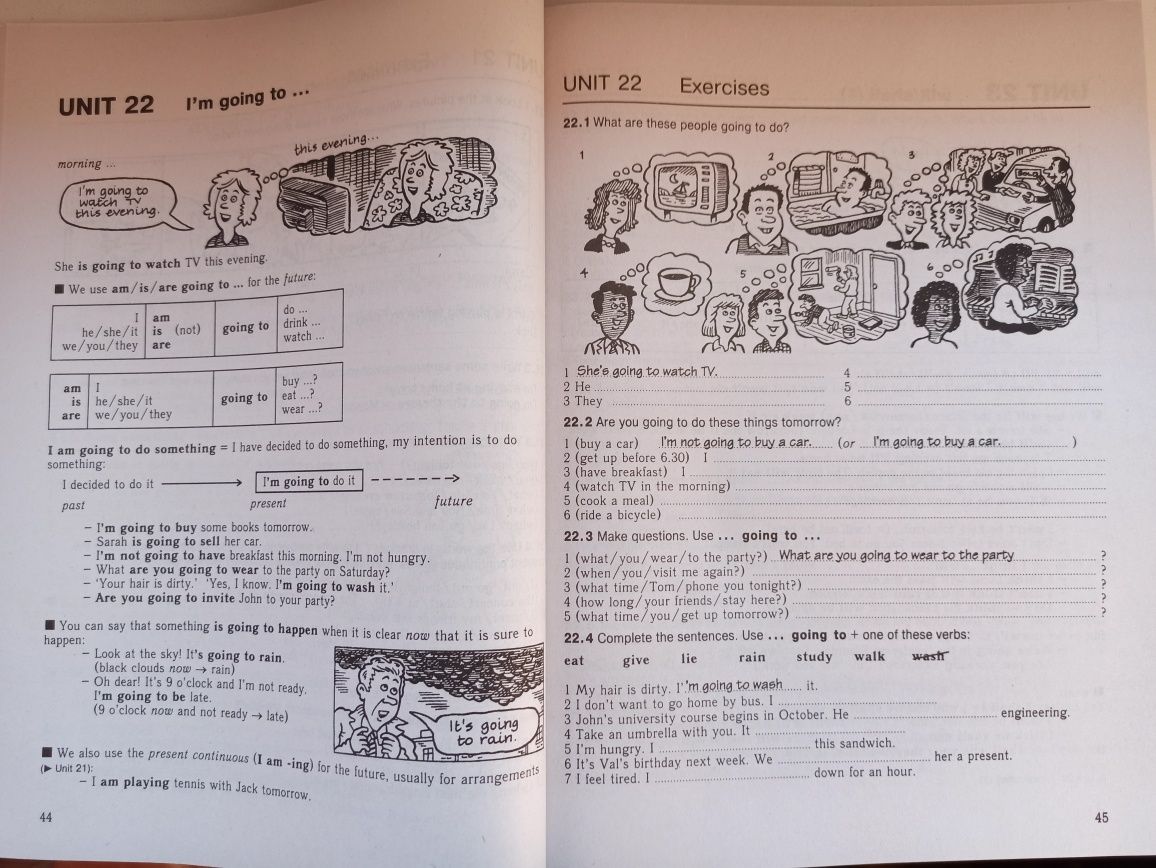 UNIT 22 I'm going to ...
morning ...
this evening...
I'm going to
watch TV
this evening.
She is going to watch TV this evening.
■ We use am/is/are going to ... for the future:
I am do ...
he/she/it is (not) going to drink ...
we/you/they are watch ...
am I buy ...?
is he/she/it going to eat ...?
are we/you/they wear ...?
I am going to do something = I have decided to do something, my intention is to do
something:
I decided to do it I'm going to do it
past present future
– I'm going to buy some books tomorrow.
– Sarah is going to sell her car.
– I'm not going to have breakfast this morning. I'm not hungry.
– What are you going to wear to the party on Saturday?
– 'Your hair is dirty.' 'Yes, I know. I'm going to wash it.'
– Are you going to invite John to your party?
■ You can say that something is going to happen when it is clear now that it is sure to
happen:
– Look at the sky! It's going to rain.
(black clouds now → rain)
– Oh dear! It's 9 o'clock and I'm not ready.
I'm going to be late.
(9 o'clock now and not ready → late)
It's going
to rain.
■ We also use the present continuous (I am -ing) for the future, usually for arrangements
(► Unit 21):
– I am playing tennis with Jack tomorrow.
44
UNIT 22 Exercises
22.1 What are these people going to do?
1 2 3
4 5 6
1 She's going to watch TV. 4
2 He 5
3 They 6
22.2 Are you going to do these things tomorrow?
1 (buy a car) I'm not going to buy a car. (or I'm going to buy a car. )
2 (get up before 6.30) I
3 (have breakfast) I
4 (watch TV in the morning)
5 (cook a meal)
6 (ride a bicycle)
22.3 Make questions. Use ... going to ...
1 (what/you/wear/to the party?) What are you going to wear to the party ?
2 (when/you/visit me again?) ?
3 (what time/Tom/phone you tonight?) ?
4 (how long/your friends/stay here?) ?
5 (what time/you/get up tomorrow?) ?
22.4 Complete the sentences. Use ... going to + one of these verbs:
eat give lie rain study walk wash
1 My hair is dirty. I''m going to wash it.
2 I don't want to go home by bus. I
3 John's university course begins in October. He engineering.
4 Take an umbrella with you. It
5 I'm hungry. I this sandwich.
6 It's Val's birthday next week. We her a present.
7 I feel tired. I down for an hour.
45